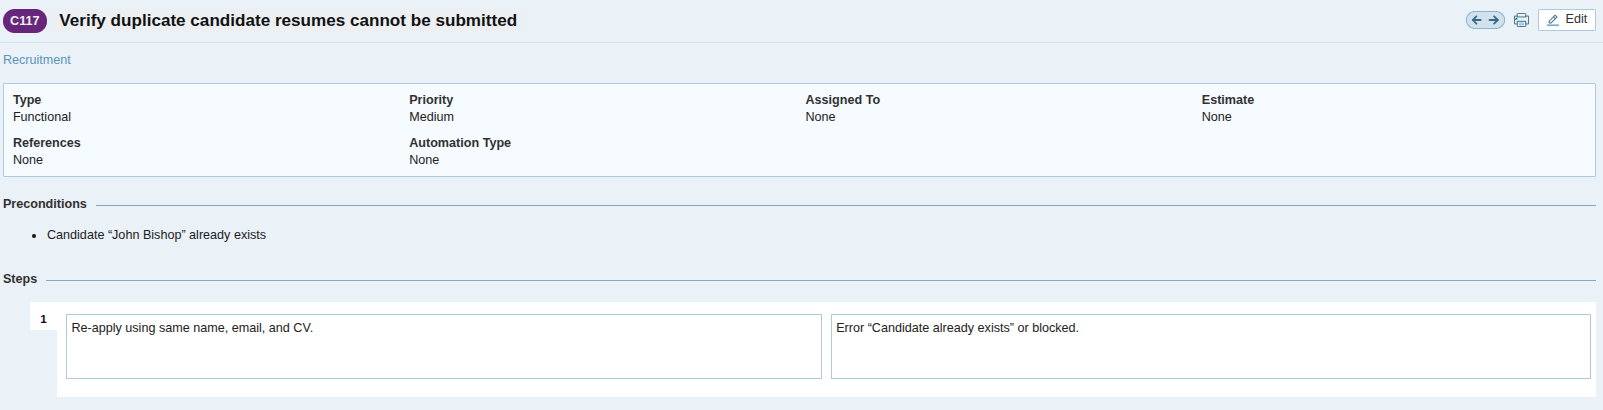 C117 Verify duplicate candidate resumes cannot be submitted Edit
Recruitment
Type Priority Assigned To Estimate
Functional Medium None None
References Automation Type
None None
Preconditions
• Candidate “John Bishop” already exists
Steps
1
Re-apply using same name, email, and CV. Error “Candidate already exists” or blocked.